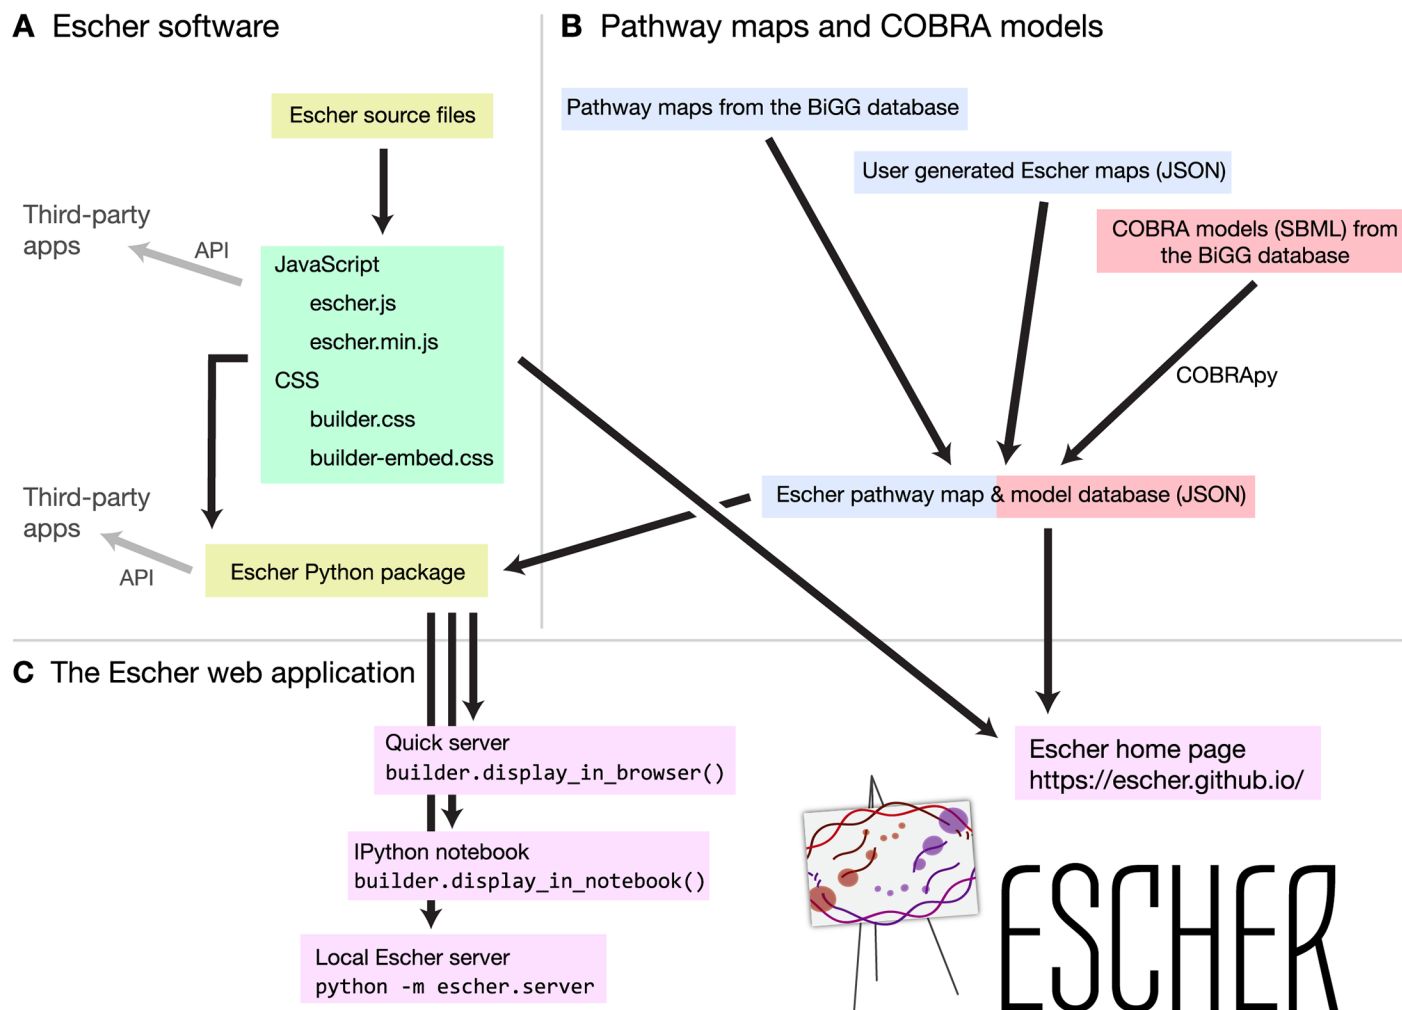 A Escher software
Escher source files
Third-party
apps
API
JavaScript
escher.js
escher.min.js
CSS
builder.css
builder-embed.css
Third-party
apps
API
Escher Python package
B Pathway maps and COBRA models
Pathway maps from the BiGG database
User generated Escher maps (JSON)
COBRA models (SBML) from
the BiGG database
COBRApy
Escher pathway map & model database (JSON)
C The Escher web application
Quick server
builder.display_in_browser()
IPython notebook
builder.display_in_notebook()
Local Escher server
python -m escher.server
Escher home page
https://escher.github.io/
ESCHER